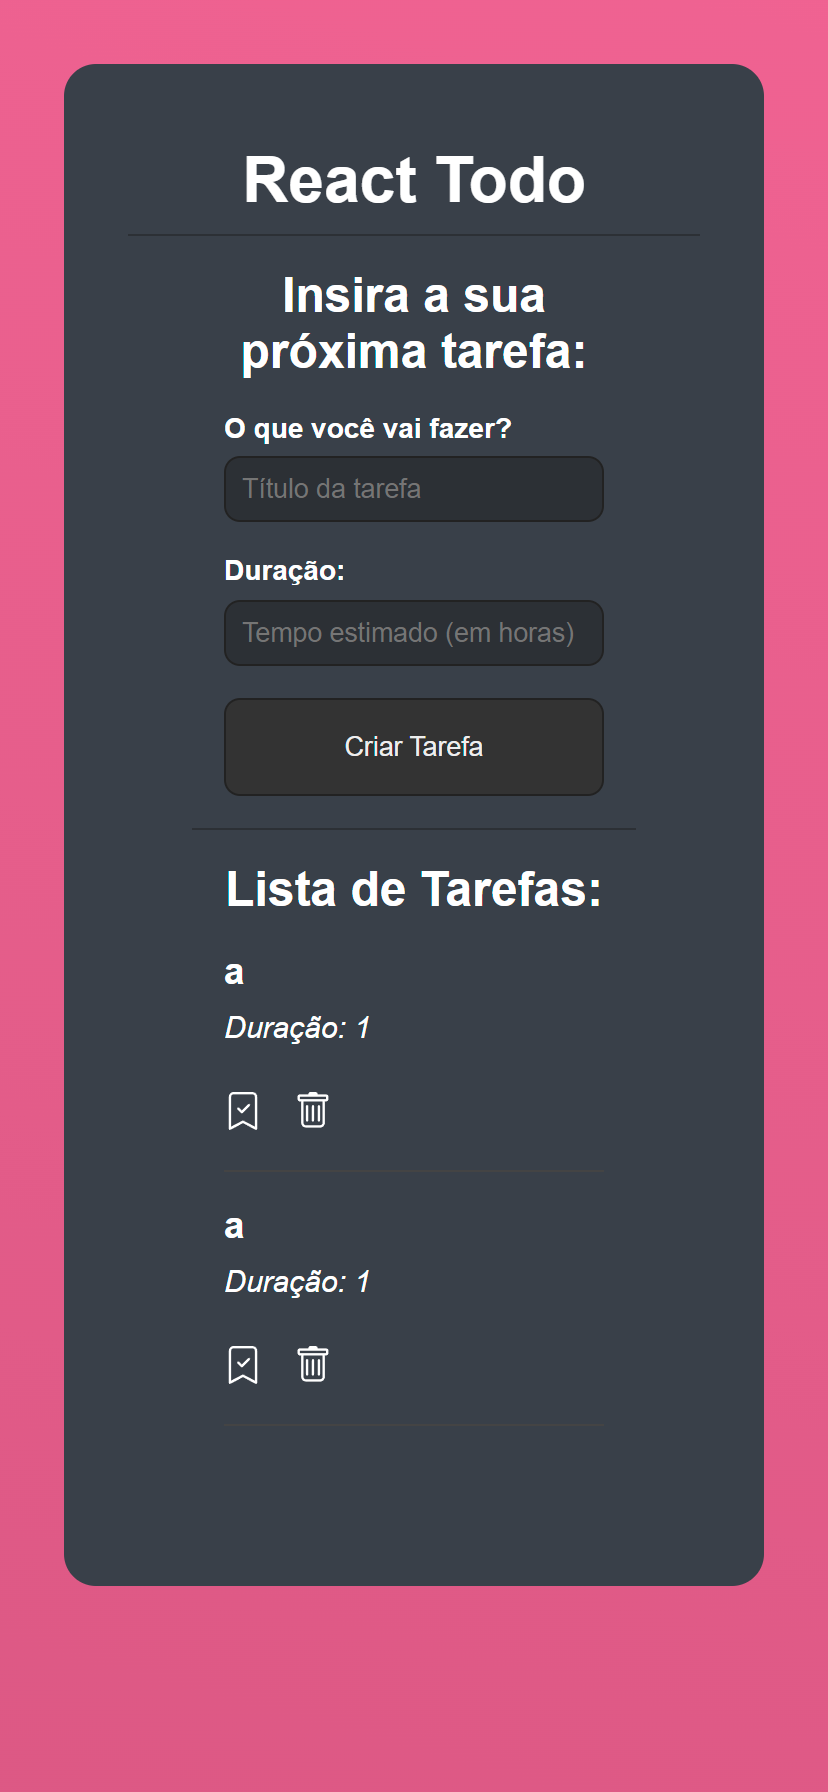 React Todo
Insira a sua
próxima tarefa:
O que você vai fazer?
Título da tarefa
Duração:
Tempo estimado (em horas)
Criar Tarefa
Lista de Tarefas:
a
Duração: 1
a
Duração: 1